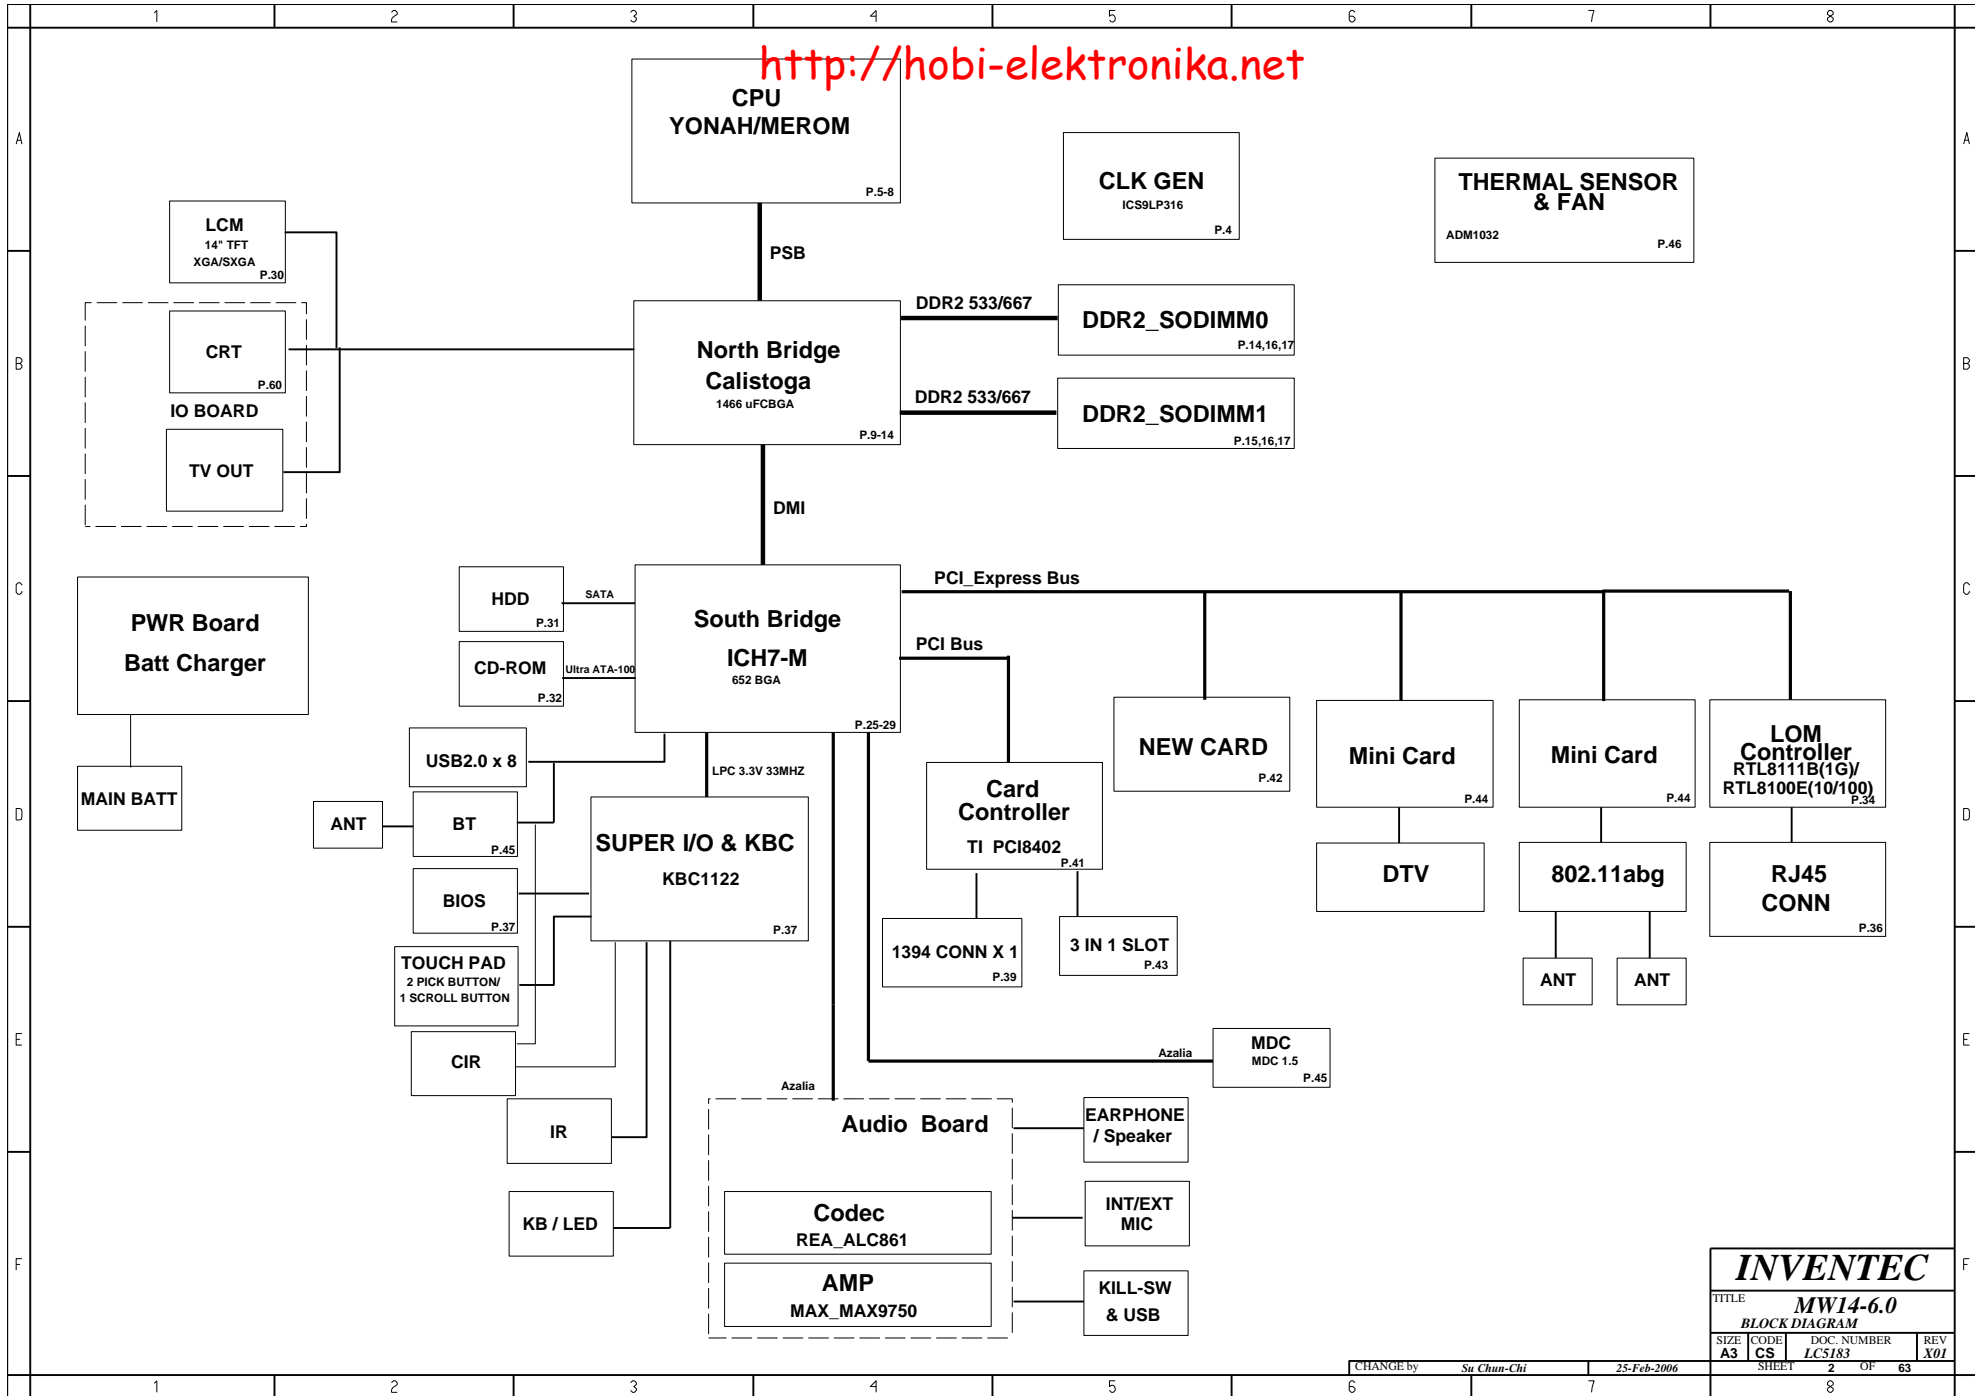 1 2 3 4 5 6 7 8
http://hobi-elektronika.net
A
A
CPU
YONAH/MEROM
P.5-8
CLK GEN
ICS9LP316
P.4
THERMAL SENSOR
& FAN
ADM1032
P.46
LCM
14" TFT
XGA/SXGA
P.30
PSB
B
B
CRT
P.60
IO BOARD
TV OUT
North Bridge
Calistoga
1466 uFCBGA
P.9-14
DDR2 533/667
DDR2_SODIMM0
P.14,16,17
DDR2 533/667
DDR2_SODIMM1
P.15,16,17
DMI
C
C
PWR Board
Batt Charger
MAIN BATT
HDD
P.31
SATA
CD-ROM
P.32
Ultra ATA-100
South Bridge
ICH7-M
652 BGA
P.25-29
PCI_Express Bus
PCI Bus
D
D
USB2.0 x 8
LPC 3.3V 33MHZ
ANT
BT
P.45
BIOS
P.37
SUPER I/O & KBC
KBC1122
P.37
Card
Controller
TI PCI8402
P.41
NEW CARD
P.42
Mini Card
P.44
Mini Card
P.44
LOM
Controller
RTL8111B(1G)/
RTL8100E(10/100)
P.34
DTV
802.11abg
RJ45
CONN
P.36
1394 CONN X 1
P.39
3 IN 1 SLOT
P.43
ANT
ANT
E
E
TOUCH PAD
2 PICK BUTTON/
1 SCROLL BUTTON
CIR
IR
KB / LED
Azalia
MDC
MDC 1.5
P.45
Azalia
F
F
Audio Board
Codec
REA_ALC861
AMP
MAX_MAX9750
EARPHONE
/ Speaker
INT/EXT
MIC
KILL-SW
& USB
INVENTEC
TITLE
MW14-6.0
BLOCK DIAGRAM
SIZE CODE DOC. NUMBER REV
A3 CS LC5183 X01
CHANGE by Su Chun-Chi 25-Feb-2006 SHEET 2 OF 63
1 2 3 4 5 6 7 8